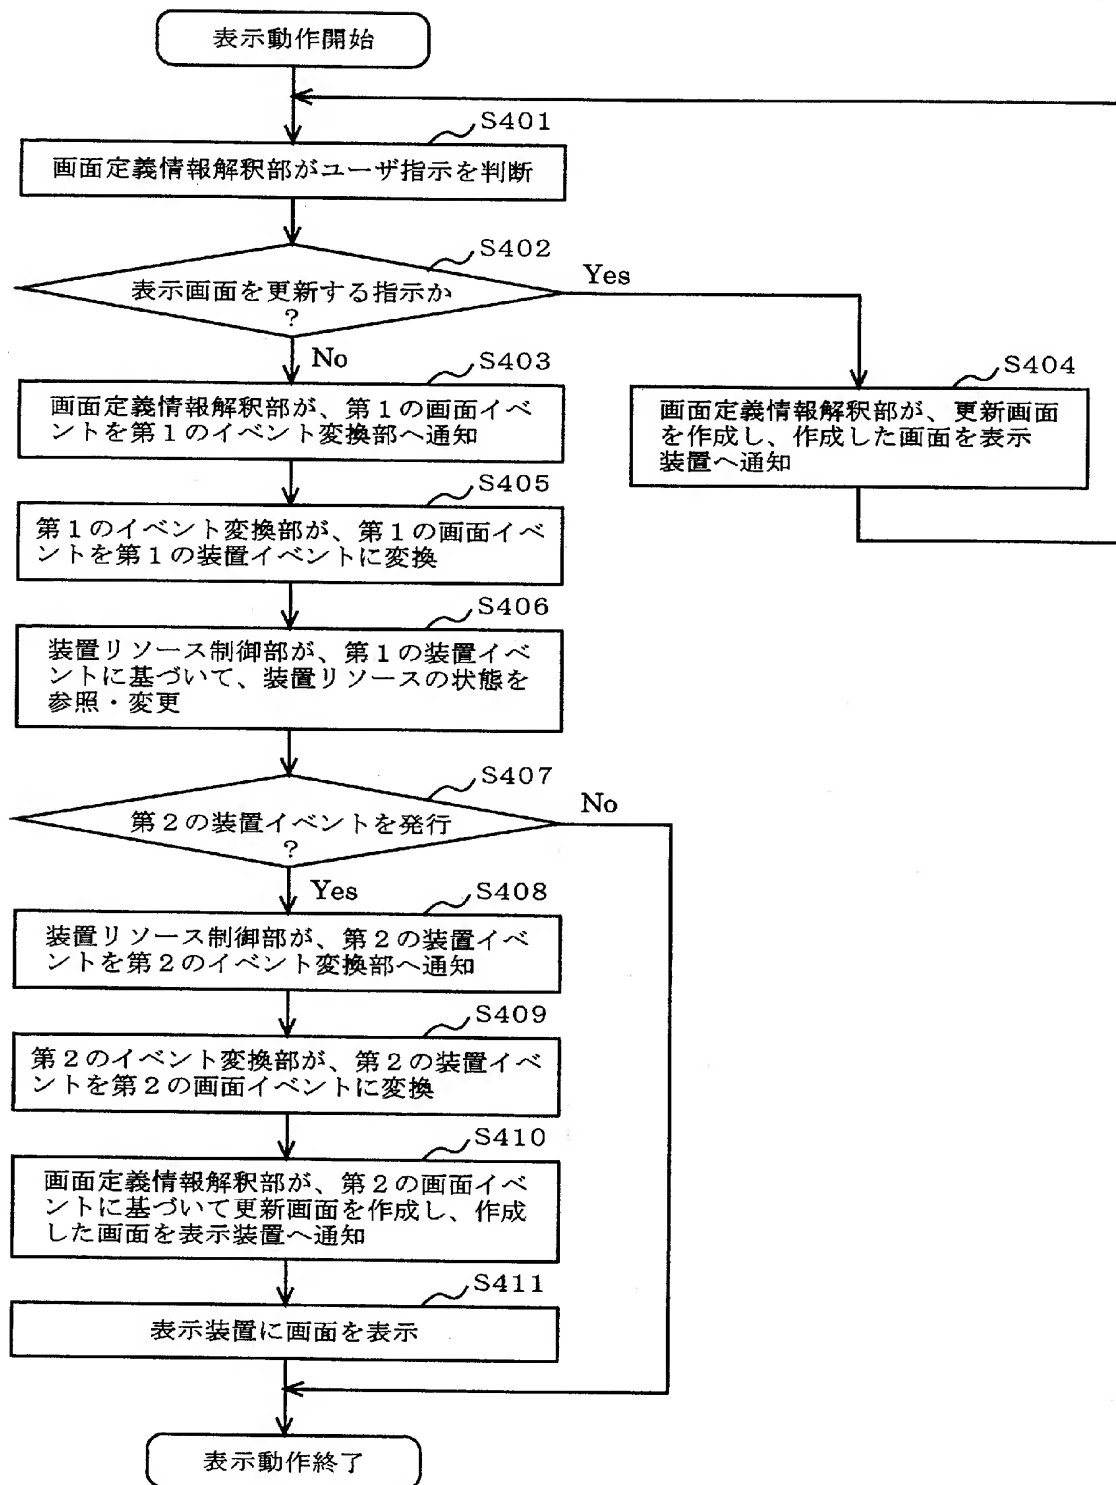 表示動作開始
S401
画面定義情報解釈部がユーザ指示を判断
S402
表示画面を更新する指示か
?
Yes
No
S403
画面定義情報解釈部が、第1の画面イベ
ントを第1のイベント変換部へ通知
S404
画面定義情報解釈部が、更新画面
を作成し、作成した画面を表示
装置へ通知
S405
第1のイベント変換部が、第1の画面イベ
ントを第1の装置イベントに変換
S406
装置リソース制御部が、第1の装置イベ
ントに基づいて、装置リソースの状態を
参照・変更
S407
第2の装置イベントを発行
?
No
Yes
S408
装置リソース制御部が、第2の装置イベ
ントを第2のイベント変換部へ通知
S409
第2のイベント変換部が、第2の装置イベ
ントを第2の画面イベントに変換
S410
画面定義情報解釈部が、第2の画面イベ
ントに基づいて更新画面を作成し、作成
した画面を表示装置へ通知
S411
表示装置に画面を表示
表示動作終了